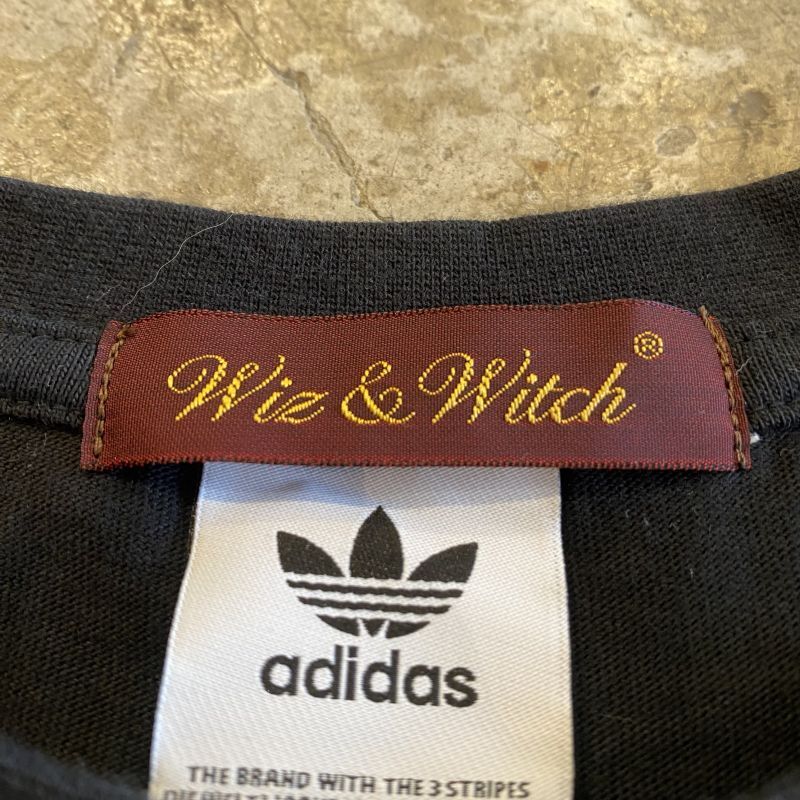 Wiz & Witch®
adidas
THE BRAND WITH THE 3 STRIPES